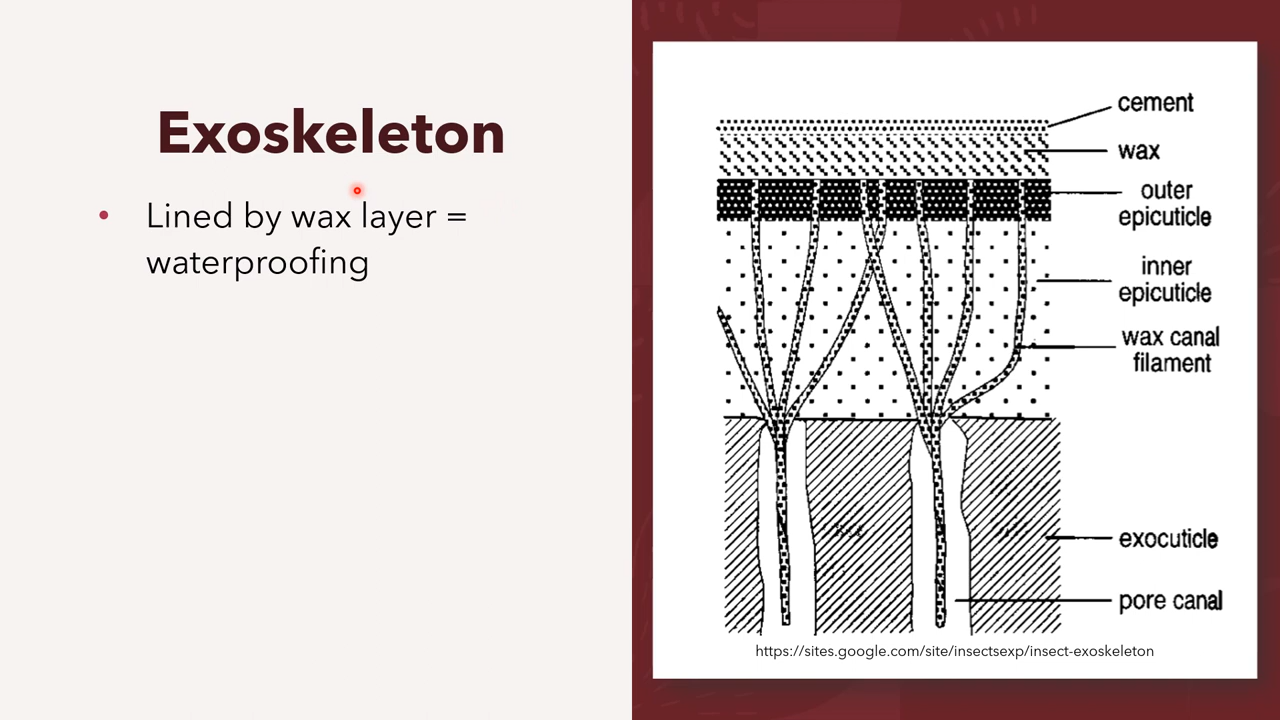 Exoskeleton
• Lined by wax layer =
waterproofing
cement
wax
outer
epicuticle
inner
epicuticle
wax canal
filament
exocuticle
pore canal
https://sites.google.com/site/insectsexp/insect-exoskeleton